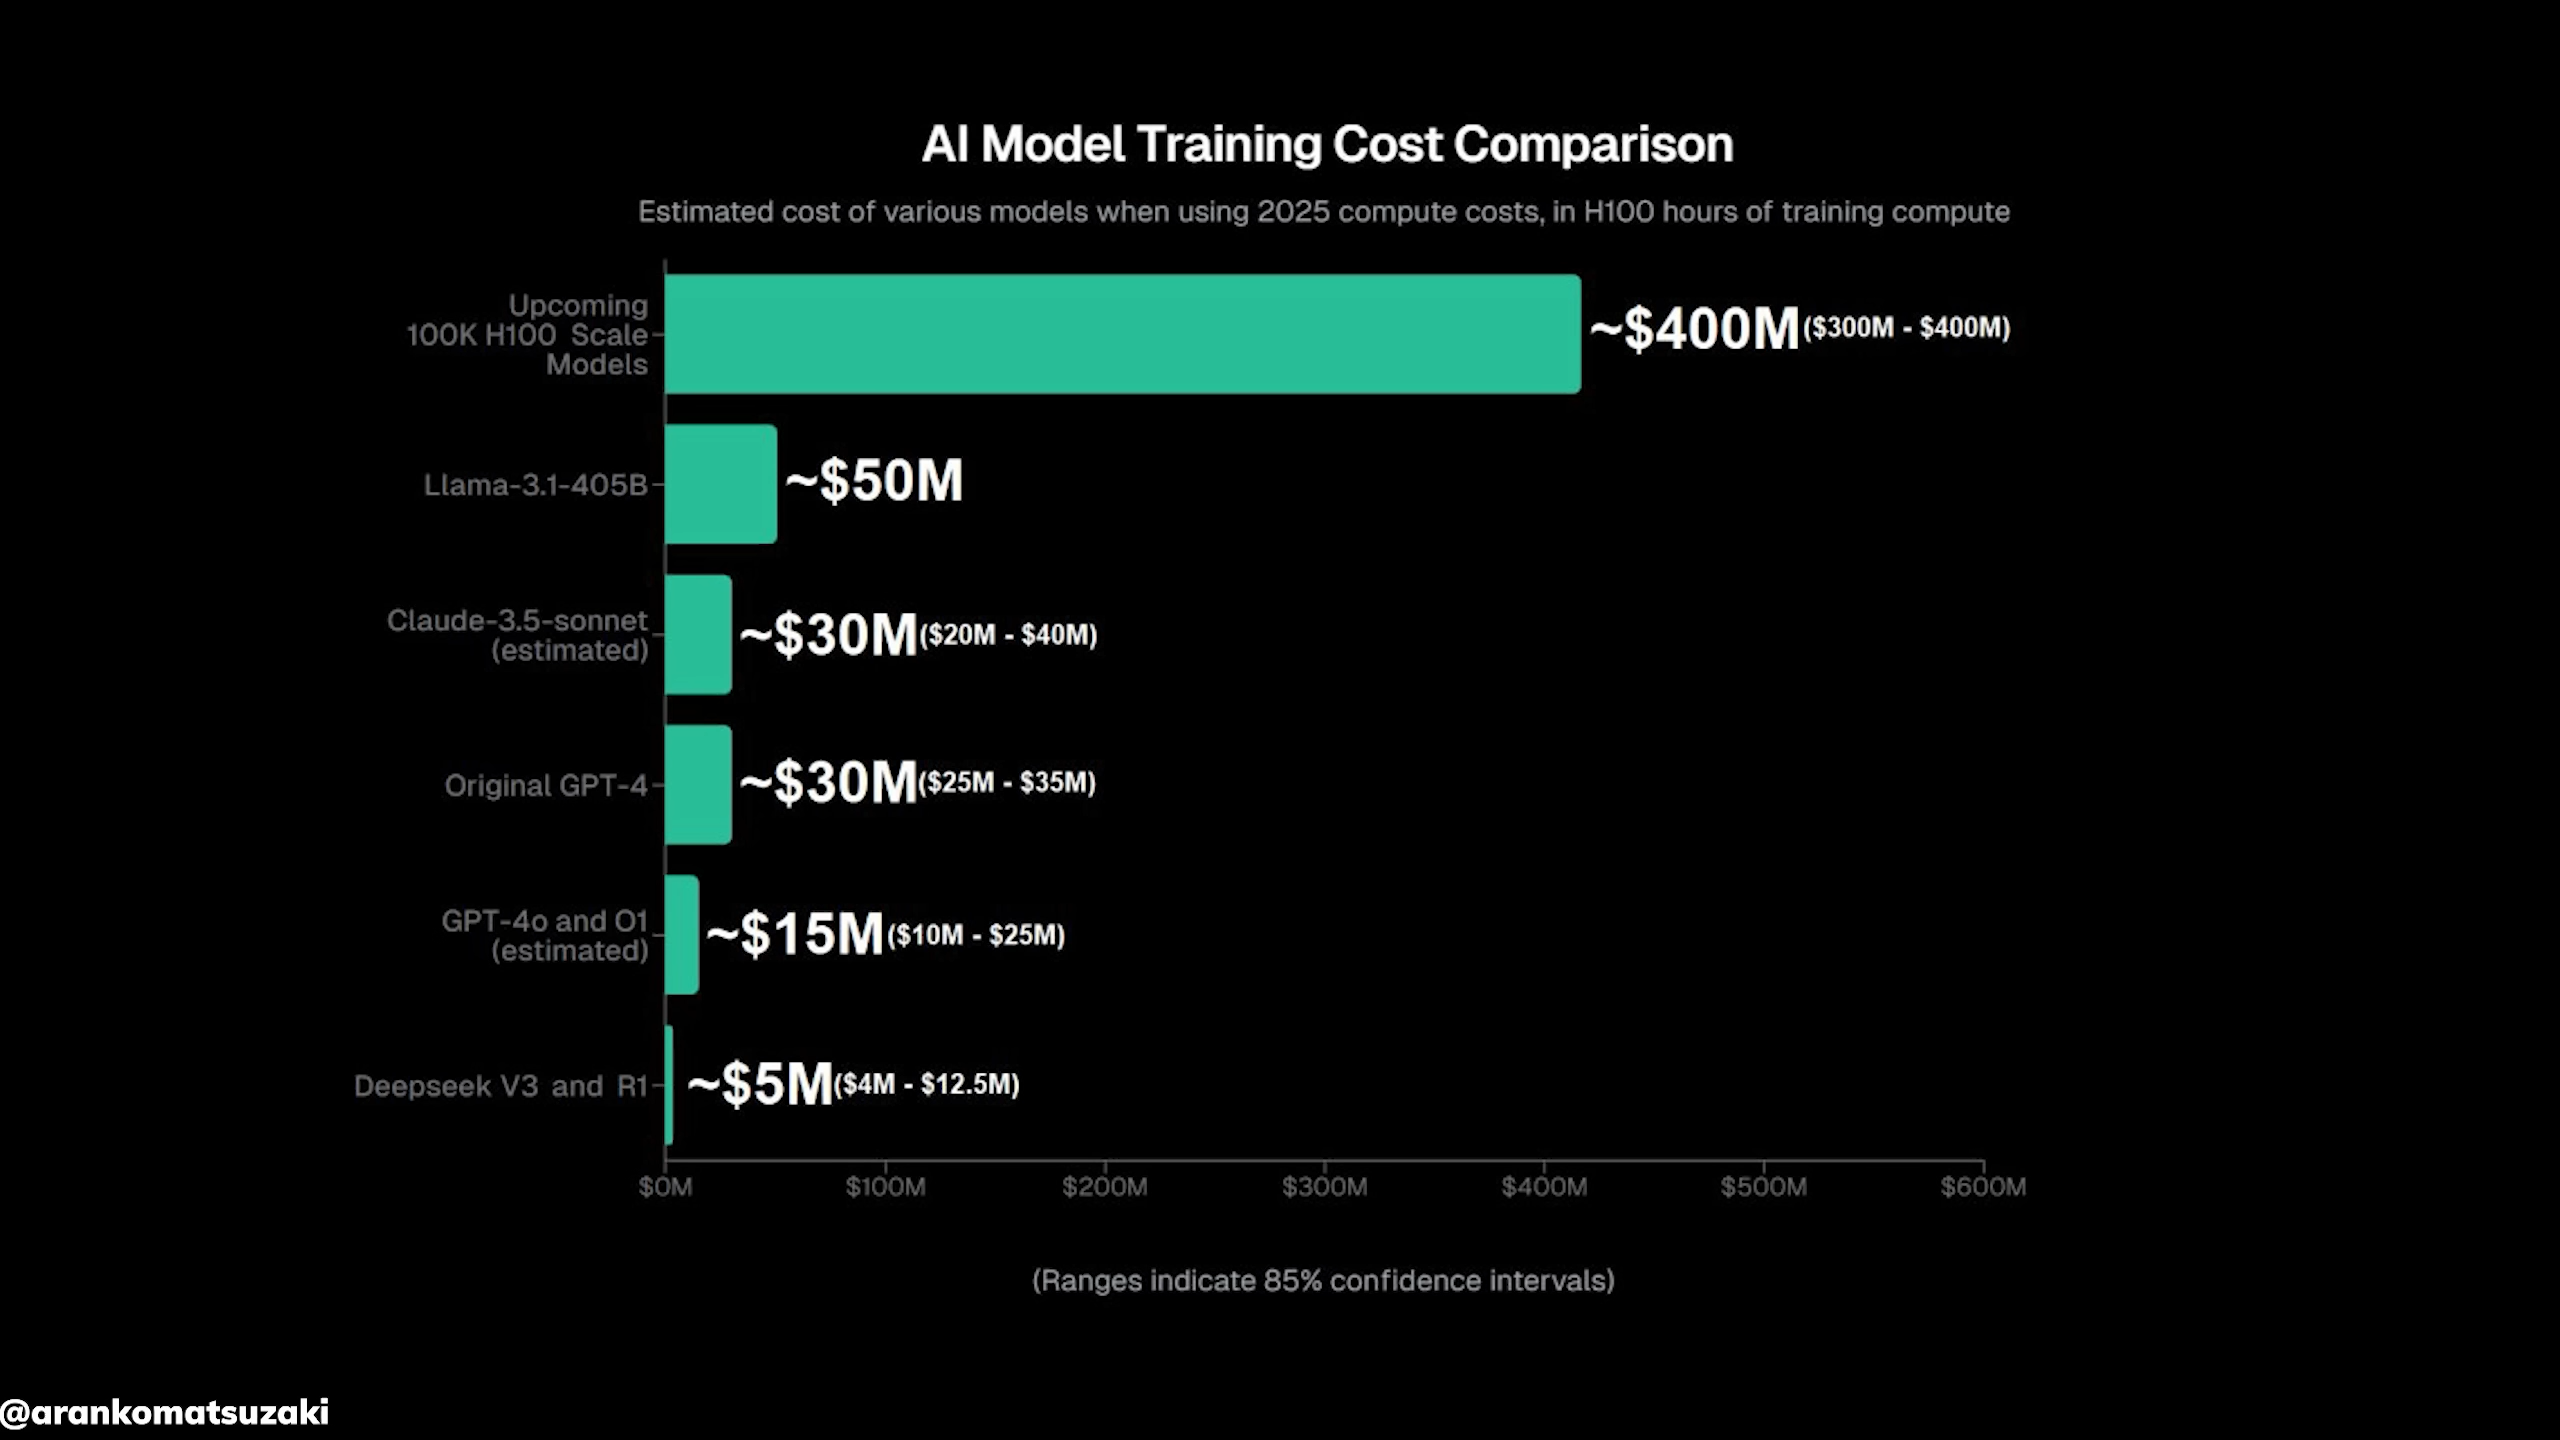 AI Model Training Cost Comparison
Estimated cost of various models when using 2025 compute costs, in H100 hours of training compute
Upcoming
100K H100 Scale
Models
~$400M($300M - $400M)
Llama-3.1-405B
~$50M
Claude-3.5-sonnet
(estimated)
~$30M($20M - $40M)
Original GPT-4
~$30M($25M - $35M)
GPT-4o and O1
(estimated)
~$15M($10M - $25M)
Deepseek V3 and R1
~$5M($4M - $12.5M)
$0M $100M $200M $300M $400M $500M $600M
(Ranges indicate 85% confidence intervals)
@arankomatsuzaki